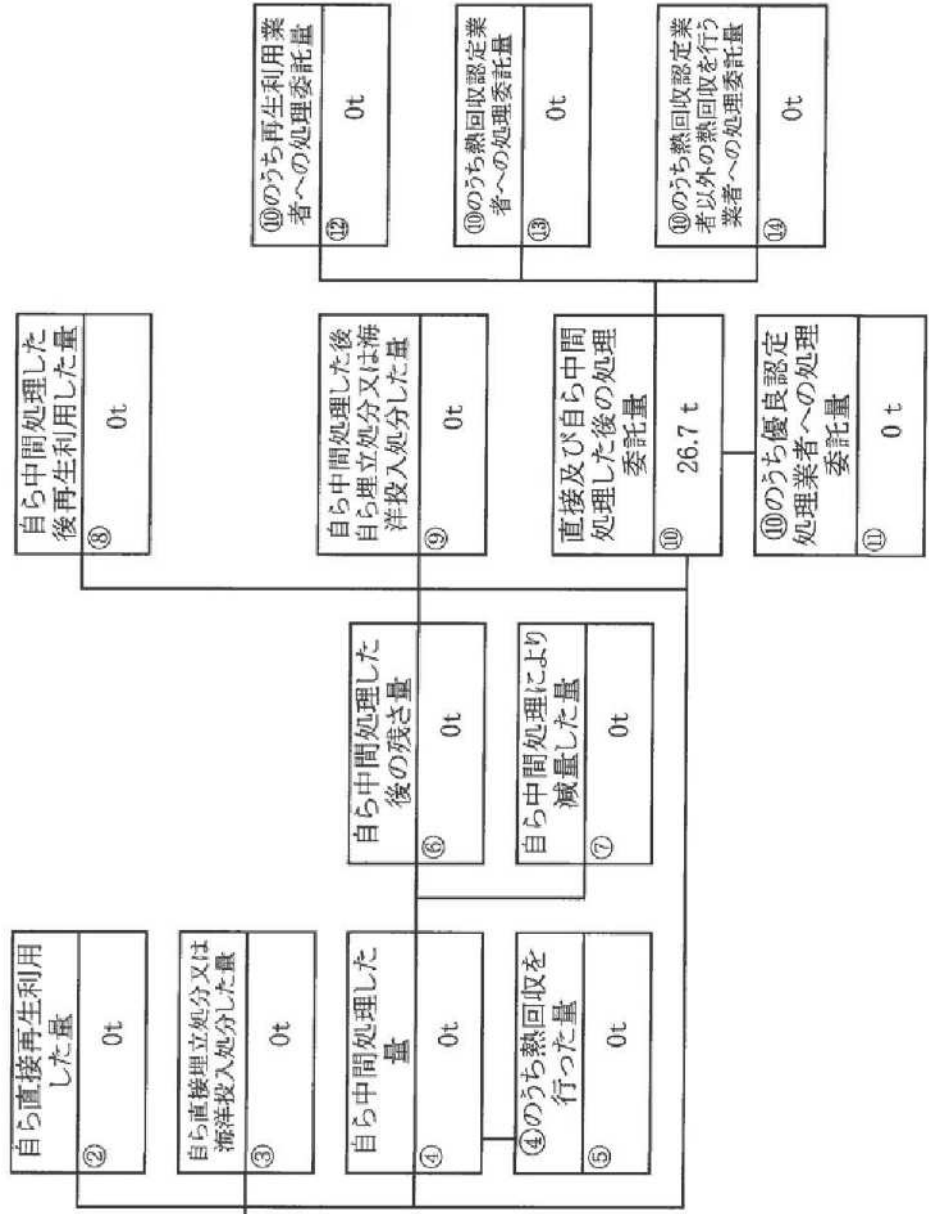 自ら直接再生利用
した量
②
0t
自ら直接埋立処分又は
海洋投入処分した量
③
0t
自ら中間処理した
量
④
0t
④のうち熱回収を
行った量
⑤
0t
自ら中間処理した
後の残さ量
⑥
0t
自ら中間処理により
減量した量
⑦
0t
自ら中間処理した
後再生利用した量
⑧
0t
自ら中間処理した後
自ら埋立処分又は海
洋投入処分した量
⑨
0t
直接及び自ら中間
処理した後の処理
委託量
⑩
26.7 t
⑩のうち優良認定
処理業者への処理
委託量
⑪
0 t
⑩のうち再生利用業
者への処理委託量
⑫
0t
⑩のうち熱回収認定業
者への処理委託量
⑬
0t
⑩のうち熱回収認定業
者以外の熱回収を行う
業者への処理委託量
⑭
0t